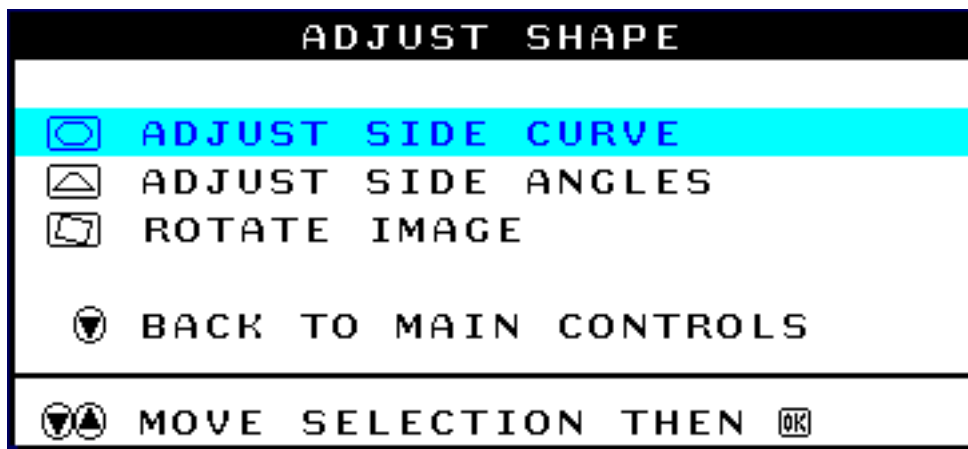 ADJUST SHAPE
ADJUST SIDE CURVE
ADJUST SIDE ANGLES
ROTATE IMAGE
BACK TO MAIN CONTROLS
MOVE SELECTION THEN OK